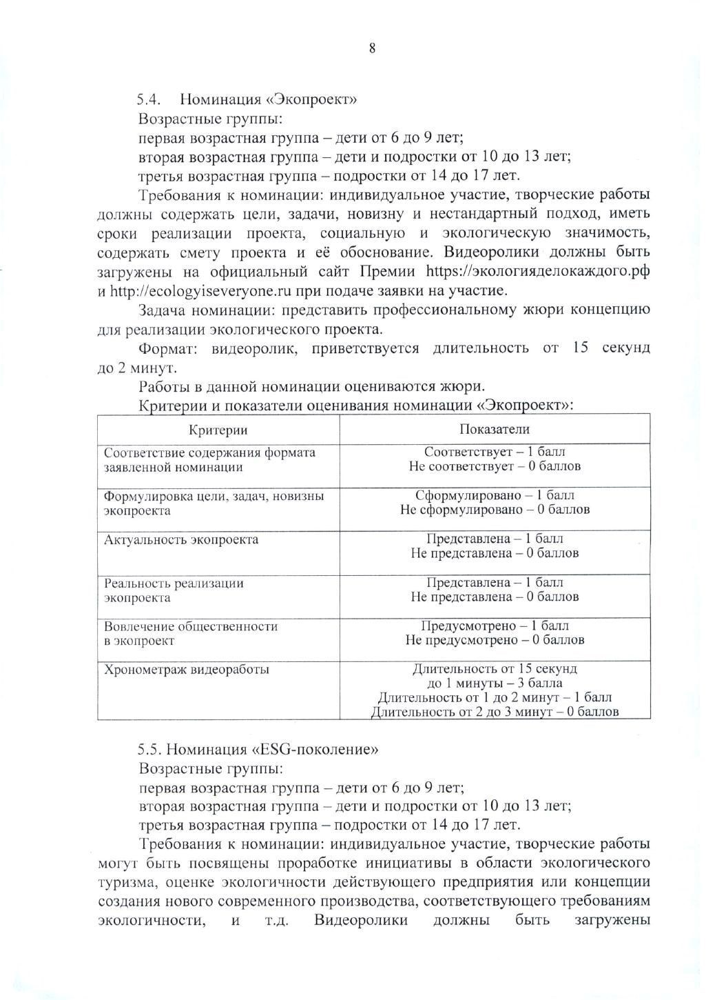 8
5.4. Номинация «Экопроект»
Возрастные группы:
первая возрастная группа – дети от 6 до 9 лет;
вторая возрастная группа – дети и подростки от 10 до 13 лет;
третья возрастная группа – подростки от 14 до 17 лет.
Требования к номинации: индивидуальное участие, творческие работы
должны содержать цели, задачи, новизну и нестандартный подход, иметь
сроки реализации проекта, социальную и экологическую значимость,
содержать смету проекта и её обоснование. Видеоролики должны быть
загружены на официальный сайт Премии https://экологияделокаждого.рф
и http://ecologyiseveryone.ru при подаче заявки на участие.
Задача номинации: представить профессиональному жюри концепцию
для реализации экологического проекта.
Формат: видеоролик, приветствуется длительность от 15 секунд
до 2 минут.
Работы в данной номинации оцениваются жюри.
Критерии и показатели оценивания номинации «Экопроект»:
Критерии
Показатели
Соответствие содержания формата
заявленной номинации
Соответствует – 1 балл
Не соответствует – 0 баллов
Формулировка цели, задач, новизны
экопроекта
Сформулировано – 1 балл
Не сформулировано – 0 баллов
Актуальность экопроекта
Представлена – 1 балл
Не представлена – 0 баллов
Реальность реализации
экопроекта
Представлена – 1 балл
Не представлена – 0 баллов
Вовлечение общественности
в экопроект
Предусмотрено – 1 балл
Не предусмотрено – 0 баллов
Хронометраж видеоработы
Длительность от 15 секунд
до 1 минуты – 3 балла
Длительность от 1 до 2 минут – 1 балл
Длительность от 2 до 3 минут – 0 баллов
5.5. Номинация «ESG-поколение»
Возрастные группы:
первая возрастная группа – дети от 6 до 9 лет;
вторая возрастная группа – дети и подростки от 10 до 13 лет;
третья возрастная группа – подростки от 14 до 17 лет.
Требования к номинации: индивидуальное участие, творческие работы
могут быть посвящены проработке инициативы в области экологического
туризма, оценке экологичности действующего предприятия или концепции
создания нового современного производства, соответствующего требованиям
экологичности, и т.д. Видеоролики должны быть загружены